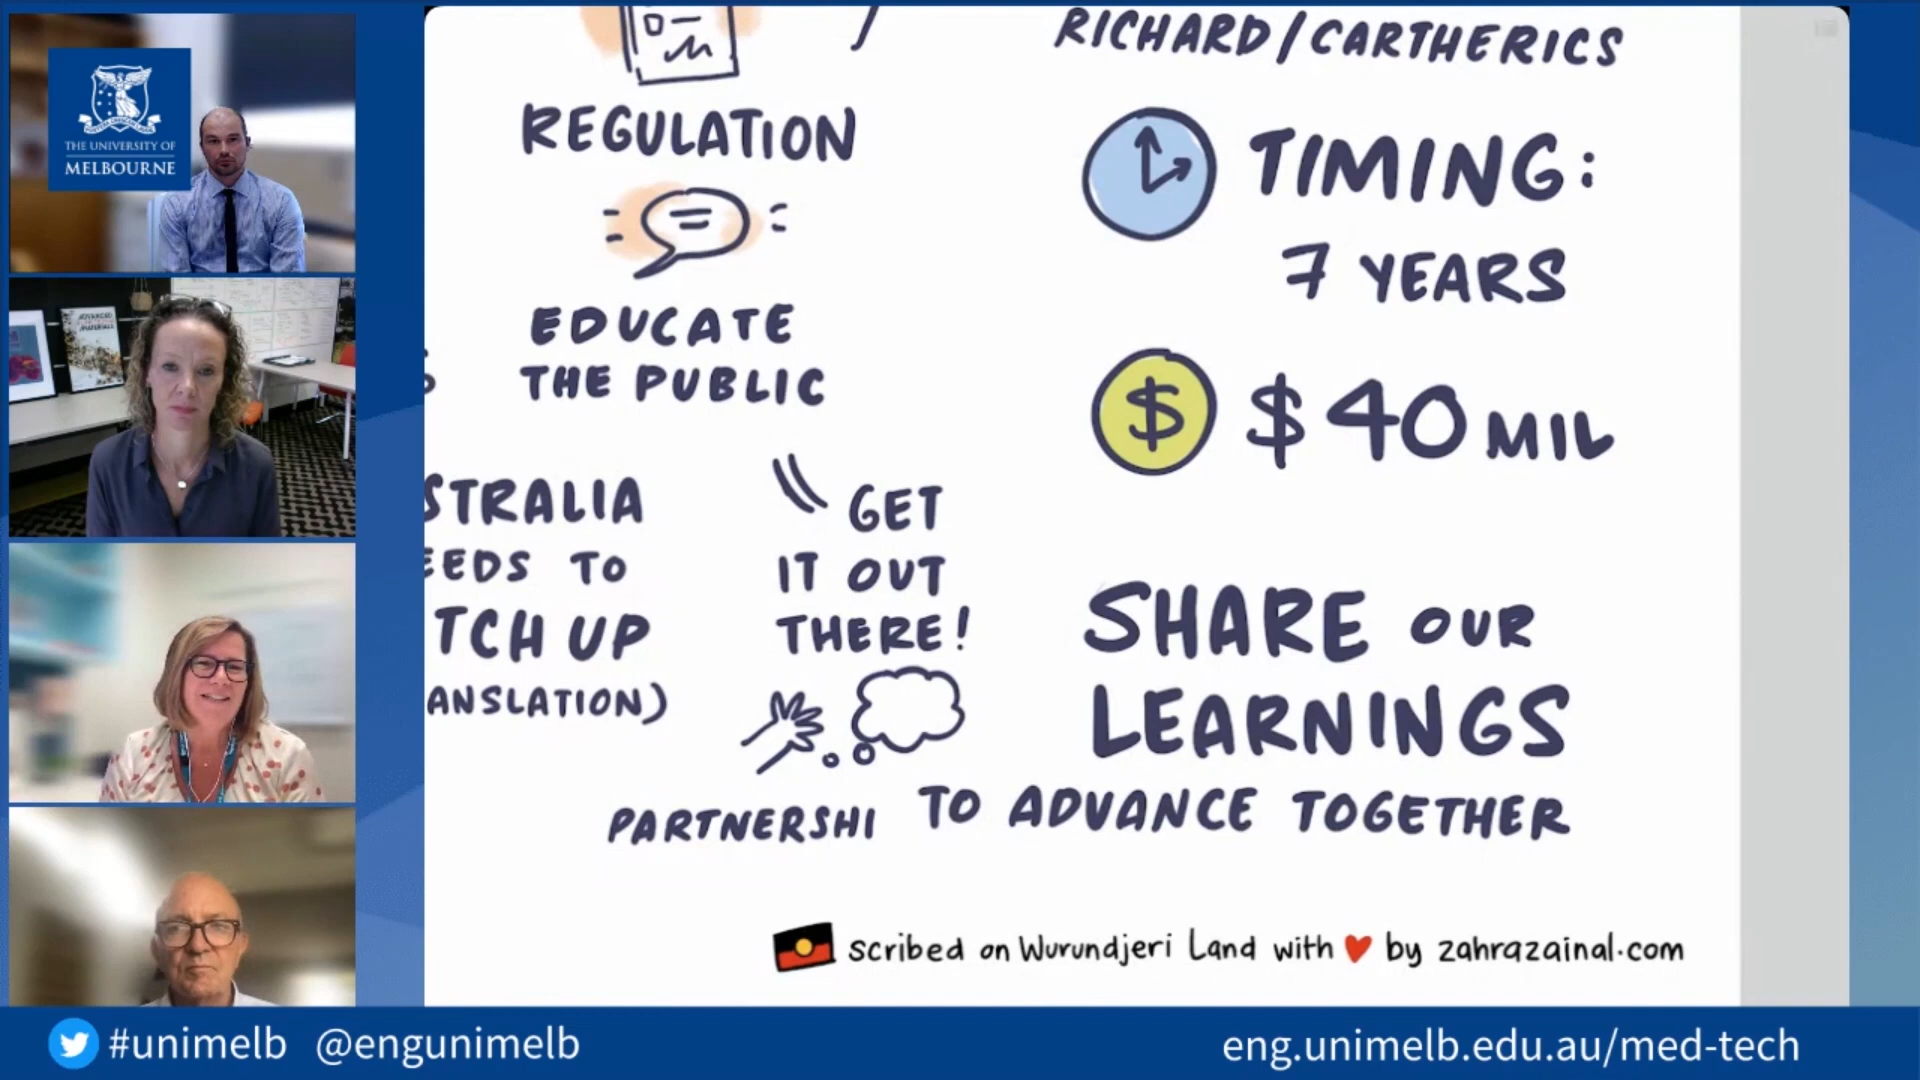 THE UNIVERSITY OF
MELBOURNE
ADVANCED
MATERIALS
REGULATION
EDUCATE
THE PUBLIC
STRALIA
EEDS TO
TCH UP
ANSLATION)
GET
IT OUT
THERE!
PARTNERSHI
RICHARD/CARTHERICS
TIMING:
7 YEARS
$
$40 MIL
SHARE OUR
LEARNINGS
TO ADVANCE TOGETHER
scribed on Wurundjeri Land with ❤ by zahrazainal.com
#unimelb @engunimelb
eng.unimelb.edu.au/med-tech